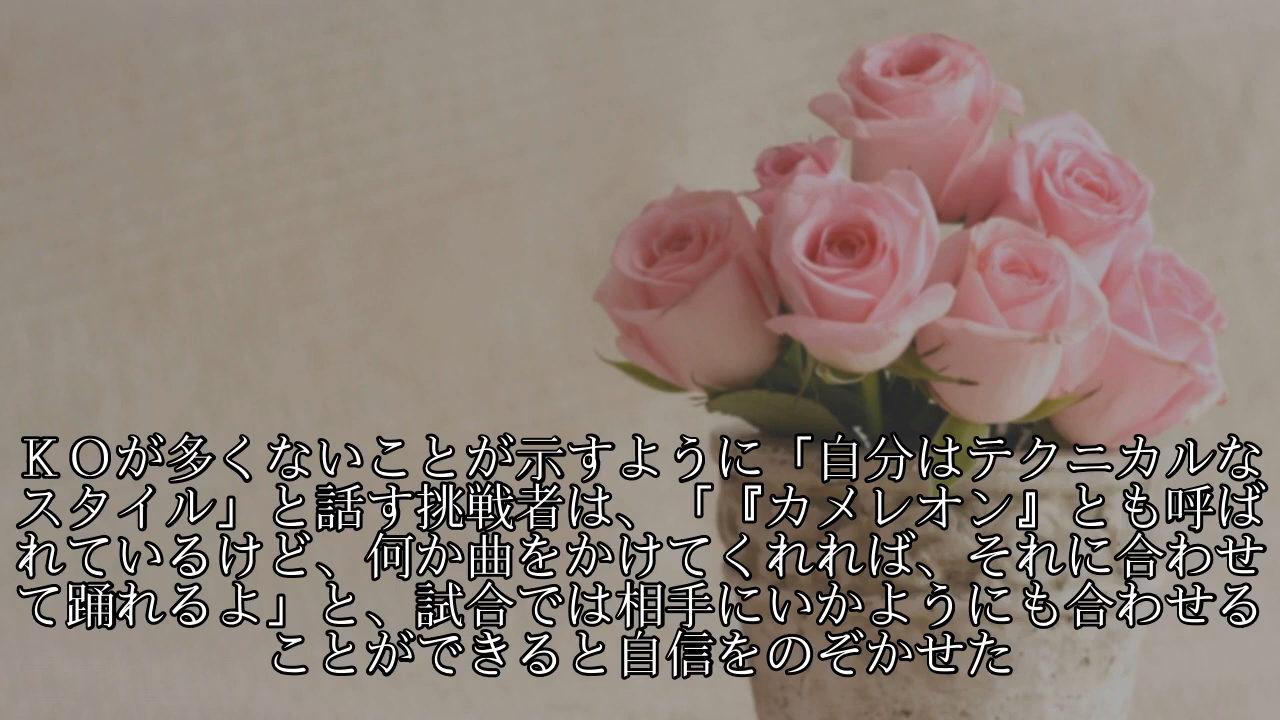 ＫＯが多くないことが示すように「自分はテクニカルな
スタイル」と話す挑戦者は、「『カメレオン』とも呼ば
れているけど、何か曲をかけてくれれば、それに合わせ
て踊れるよ」と、試合では相手にいかようにも合わせる
ことができると自信をのぞかせた